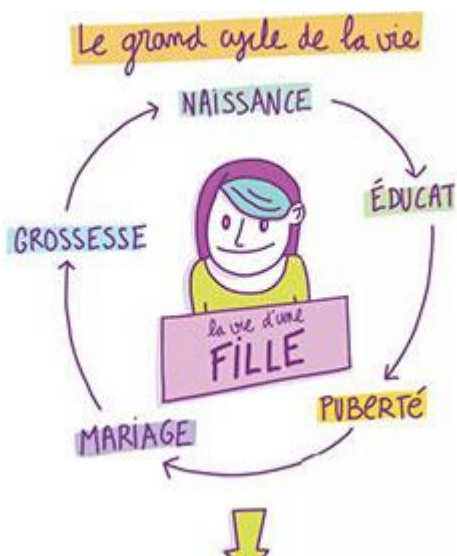 Le grand cycle de la vie
NAISSANCE
ÉDUCAT
PUBERTÉ
MARIAGE
GROSSESSE
la vie d'une
FILLE